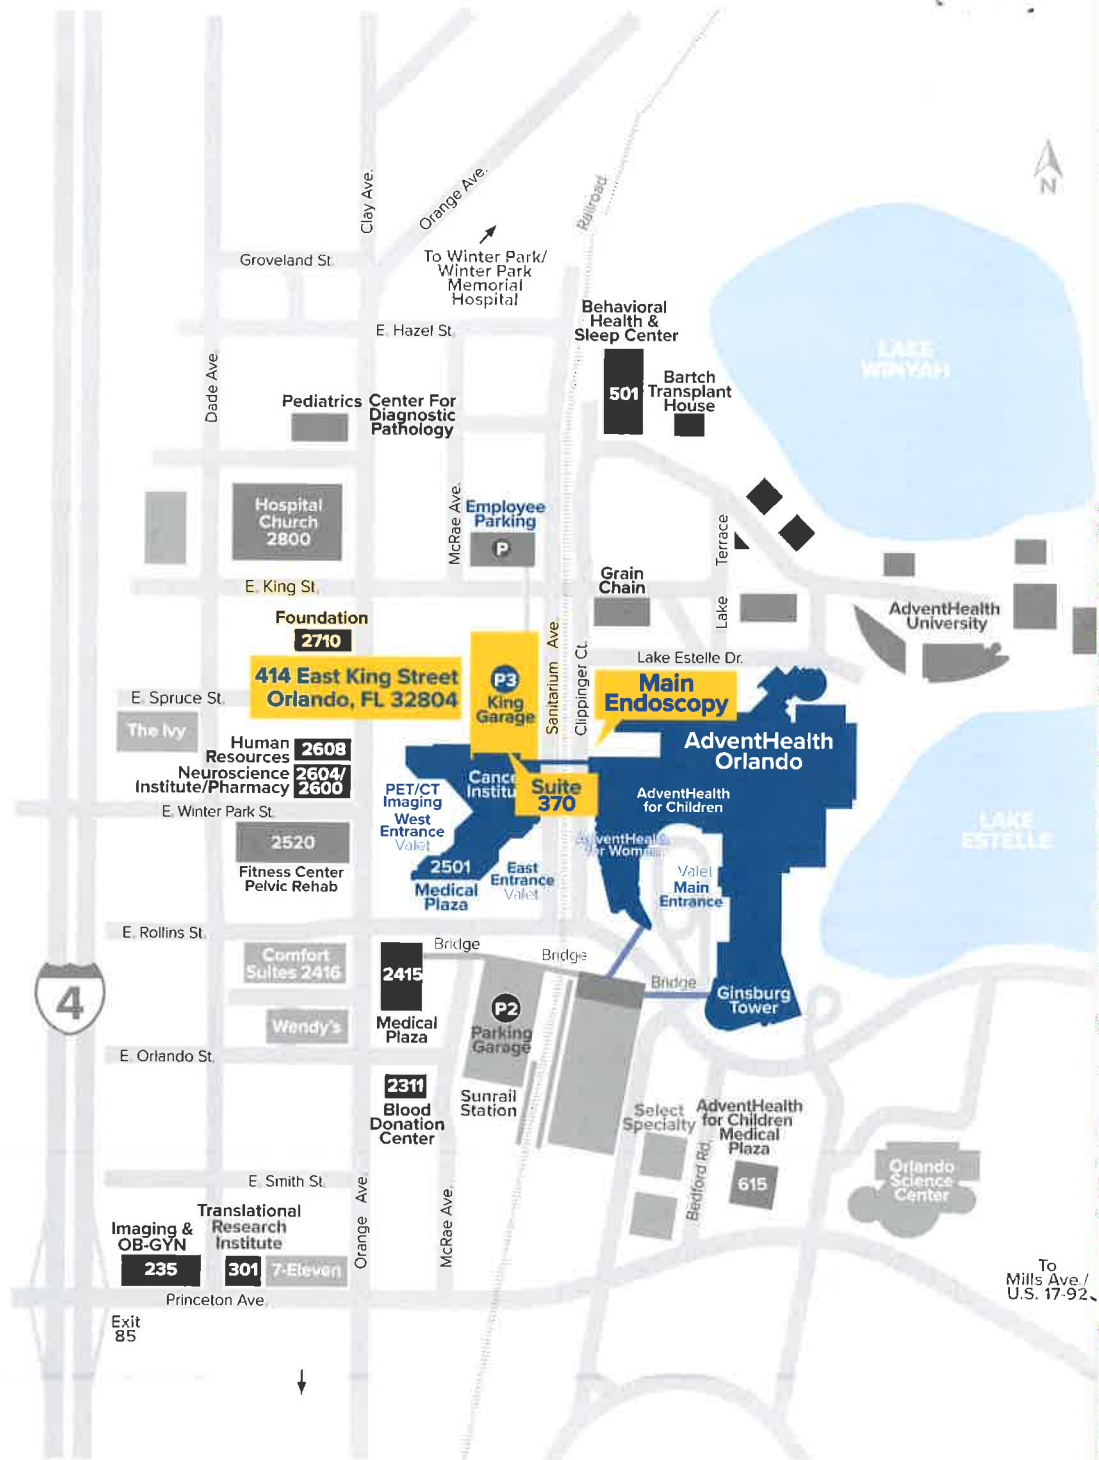 Clay Ave.
Orange Ave.
Railroad
N
Groveland St.
To Winter Park/
Winter Park
Memorial
Hospital
E. Hazel St.
Behavioral
Health &
Sleep Center
501
Bartch
Transplant
House
LAKE
WINYAH
Dade Ave.
Pediatrics
Center For
Diagnostic
Pathology
Hospital
Church
2800
McRae Ave.
Employee
Parking
P
Terrace
Lake
E. King St.
Grain
Chain
AdventHealth
University
Foundation
2710
414 East King Street
Orlando, FL 32804
P3
King
Garage
Sanitarium Ave.
Clippinger Ct.
Lake Estelle Dr.
Main
Endoscopy
E. Spruce St.
The Ivy
Human
Resources
2608
Neuroscience
Institute/Pharmacy
2604/
2600
AdventHealth
Orlando
Cance
Institu
Suite
370
PET/CT
Imaging
West
Entrance
Valet
AdventHealth
for Children
E. Winter Park St.
2520
Fitness Center
Pelvic Rehab
2501
Medical
Plaza
East
Entrance
Valet
AdventHealth
for Women
Valet
Main
Entrance
LAKE
ESTELLE
E. Rollins St.
Comfort
Suites 2416
2415
Medical
Plaza
Bridge
Bridge
Bridge
Ginsburg
Tower
4
Wendy's
P2
Parking
Garage
E. Orlando St.
2311
Blood
Donation
Center
Sunrail
Station
Select
Specialty
AdventHealth
for Children
Medical
Plaza
615
Bedford Rd.
Orlando
Science
Center
E. Smith St.
Orange Ave.
McRae Ave.
Imaging &
OB-GYN
235
Translational
Research
Institute
301
7-Eleven
Princeton Ave.
Exit
85
To
Mills Ave./
U.S. 17-92